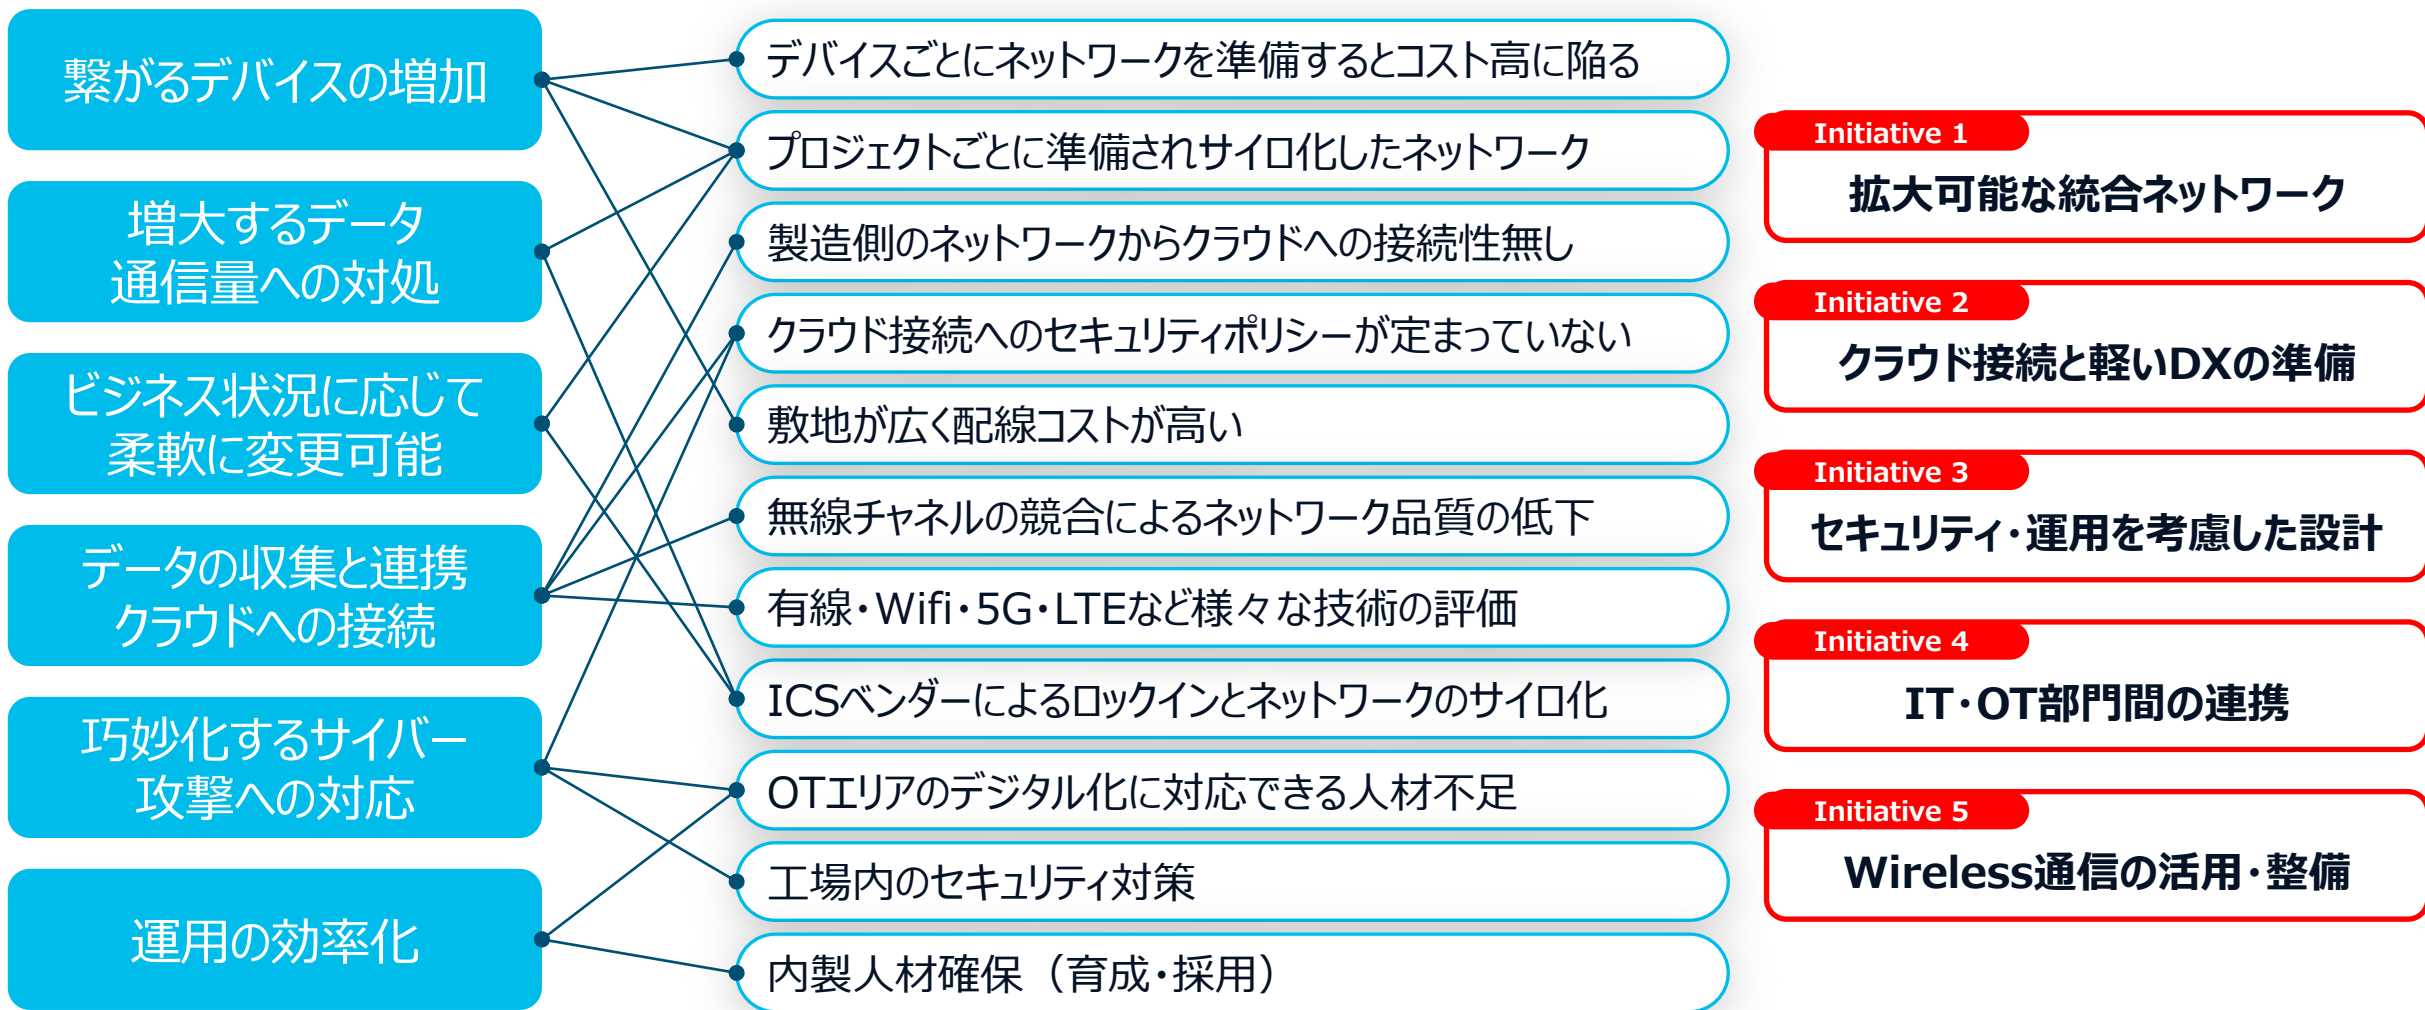 繋がるデバイスの増加
増大するデータ
通信量への対処
ビジネス状況に応じて
柔軟に変更可能
データの収集と連携
クラウドへの接続
巧妙化するサイバー
攻撃への対応
運用の効率化
デバイスごとにネットワークを準備するとコスト高に陥る
プロジェクトごとに準備されサイロ化したネットワーク
製造側のネットワークからクラウドへの接続性無し
クラウド接続へのセキュリティポリシーが定まっていない
敷地が広く配線コストが高い
無線チャネルの競合によるネットワーク品質の低下
有線・Wifi・5G・LTEなど様々な技術の評価
ICSベンダーによるロックインとネットワークのサイロ化
OTエリアのデジタル化に対応できる人材不足
工場内のセキュリティ対策
内製人材確保（育成・採用）
Initiative 1
拡大可能な統合ネットワーク
Initiative 2
クラウド接続と軽いDXの準備
Initiative 3
セキュリティ・運用を考慮した設計
Initiative 4
IT・OT部門間の連携
Initiative 5
Wireless通信の活用・整備